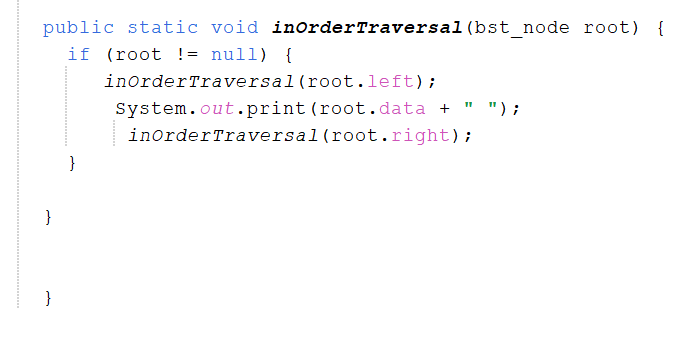 public static void inOrderTraversal(bst_node root) {
if (root != null) {
inOrderTraversal(root.left);
System.out.print(root.data + " ");
inOrderTraversal(root.right);
}
}
}